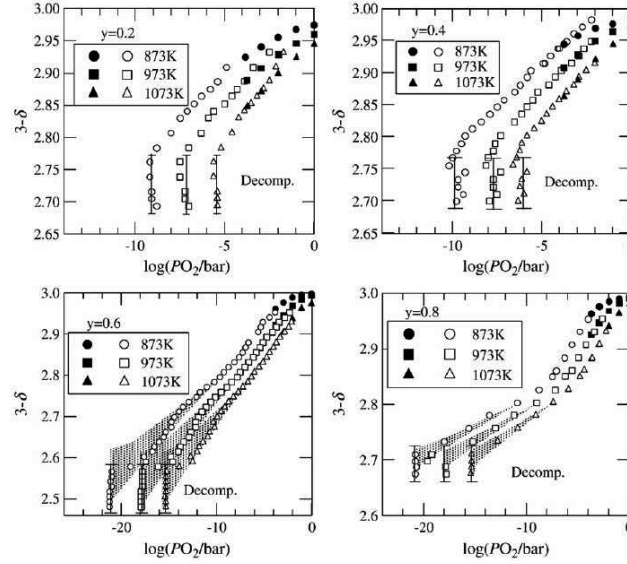 y=0.2
873K
973K
1073K
Decomp.
3-δ
3.00
2.95
2.90
2.85
2.80
2.75
2.70
2.65
-10
-5
0
log(PO2/bar)
y=0.4
873K
973K
1073K
Decomp.
3-δ
3.00
2.95
2.90
2.85
2.80
2.75
2.70
2.65
-10
-5
0
log(PO2/bar)
y=0.6
873K
973K
1073K
Decomp.
3-δ
3.0
2.9
2.8
2.7
2.6
2.5
-20
-10
0
log(PO2/bar)
y=0.8
873K
973K
1073K
Decomp.
3-δ
3.0
2.9
2.8
2.7
2.6
-20
-10
0
log(PO2/bar)